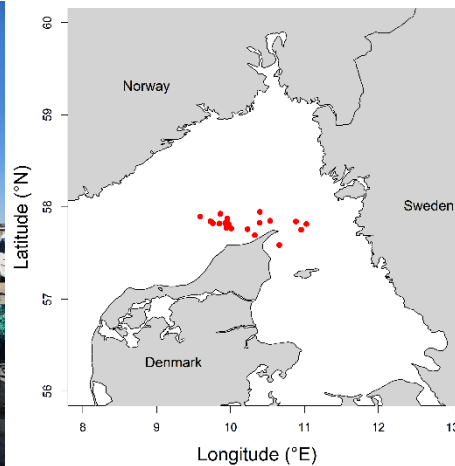 60
Norway
59
58
Sweden
Latitude (°N)
57
Denmark
56
8 9 10 11 12 13
Longitude (°E)